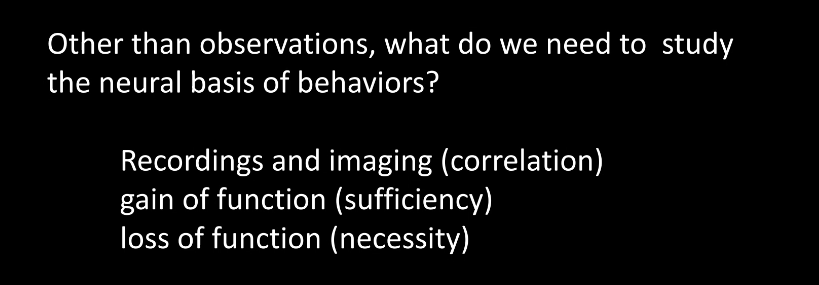 Other than observations, what do we need to  study
the neural basis of behaviors?
Recordings and imaging (correlation)
gain of function (sufficiency)
loss of function (necessity)